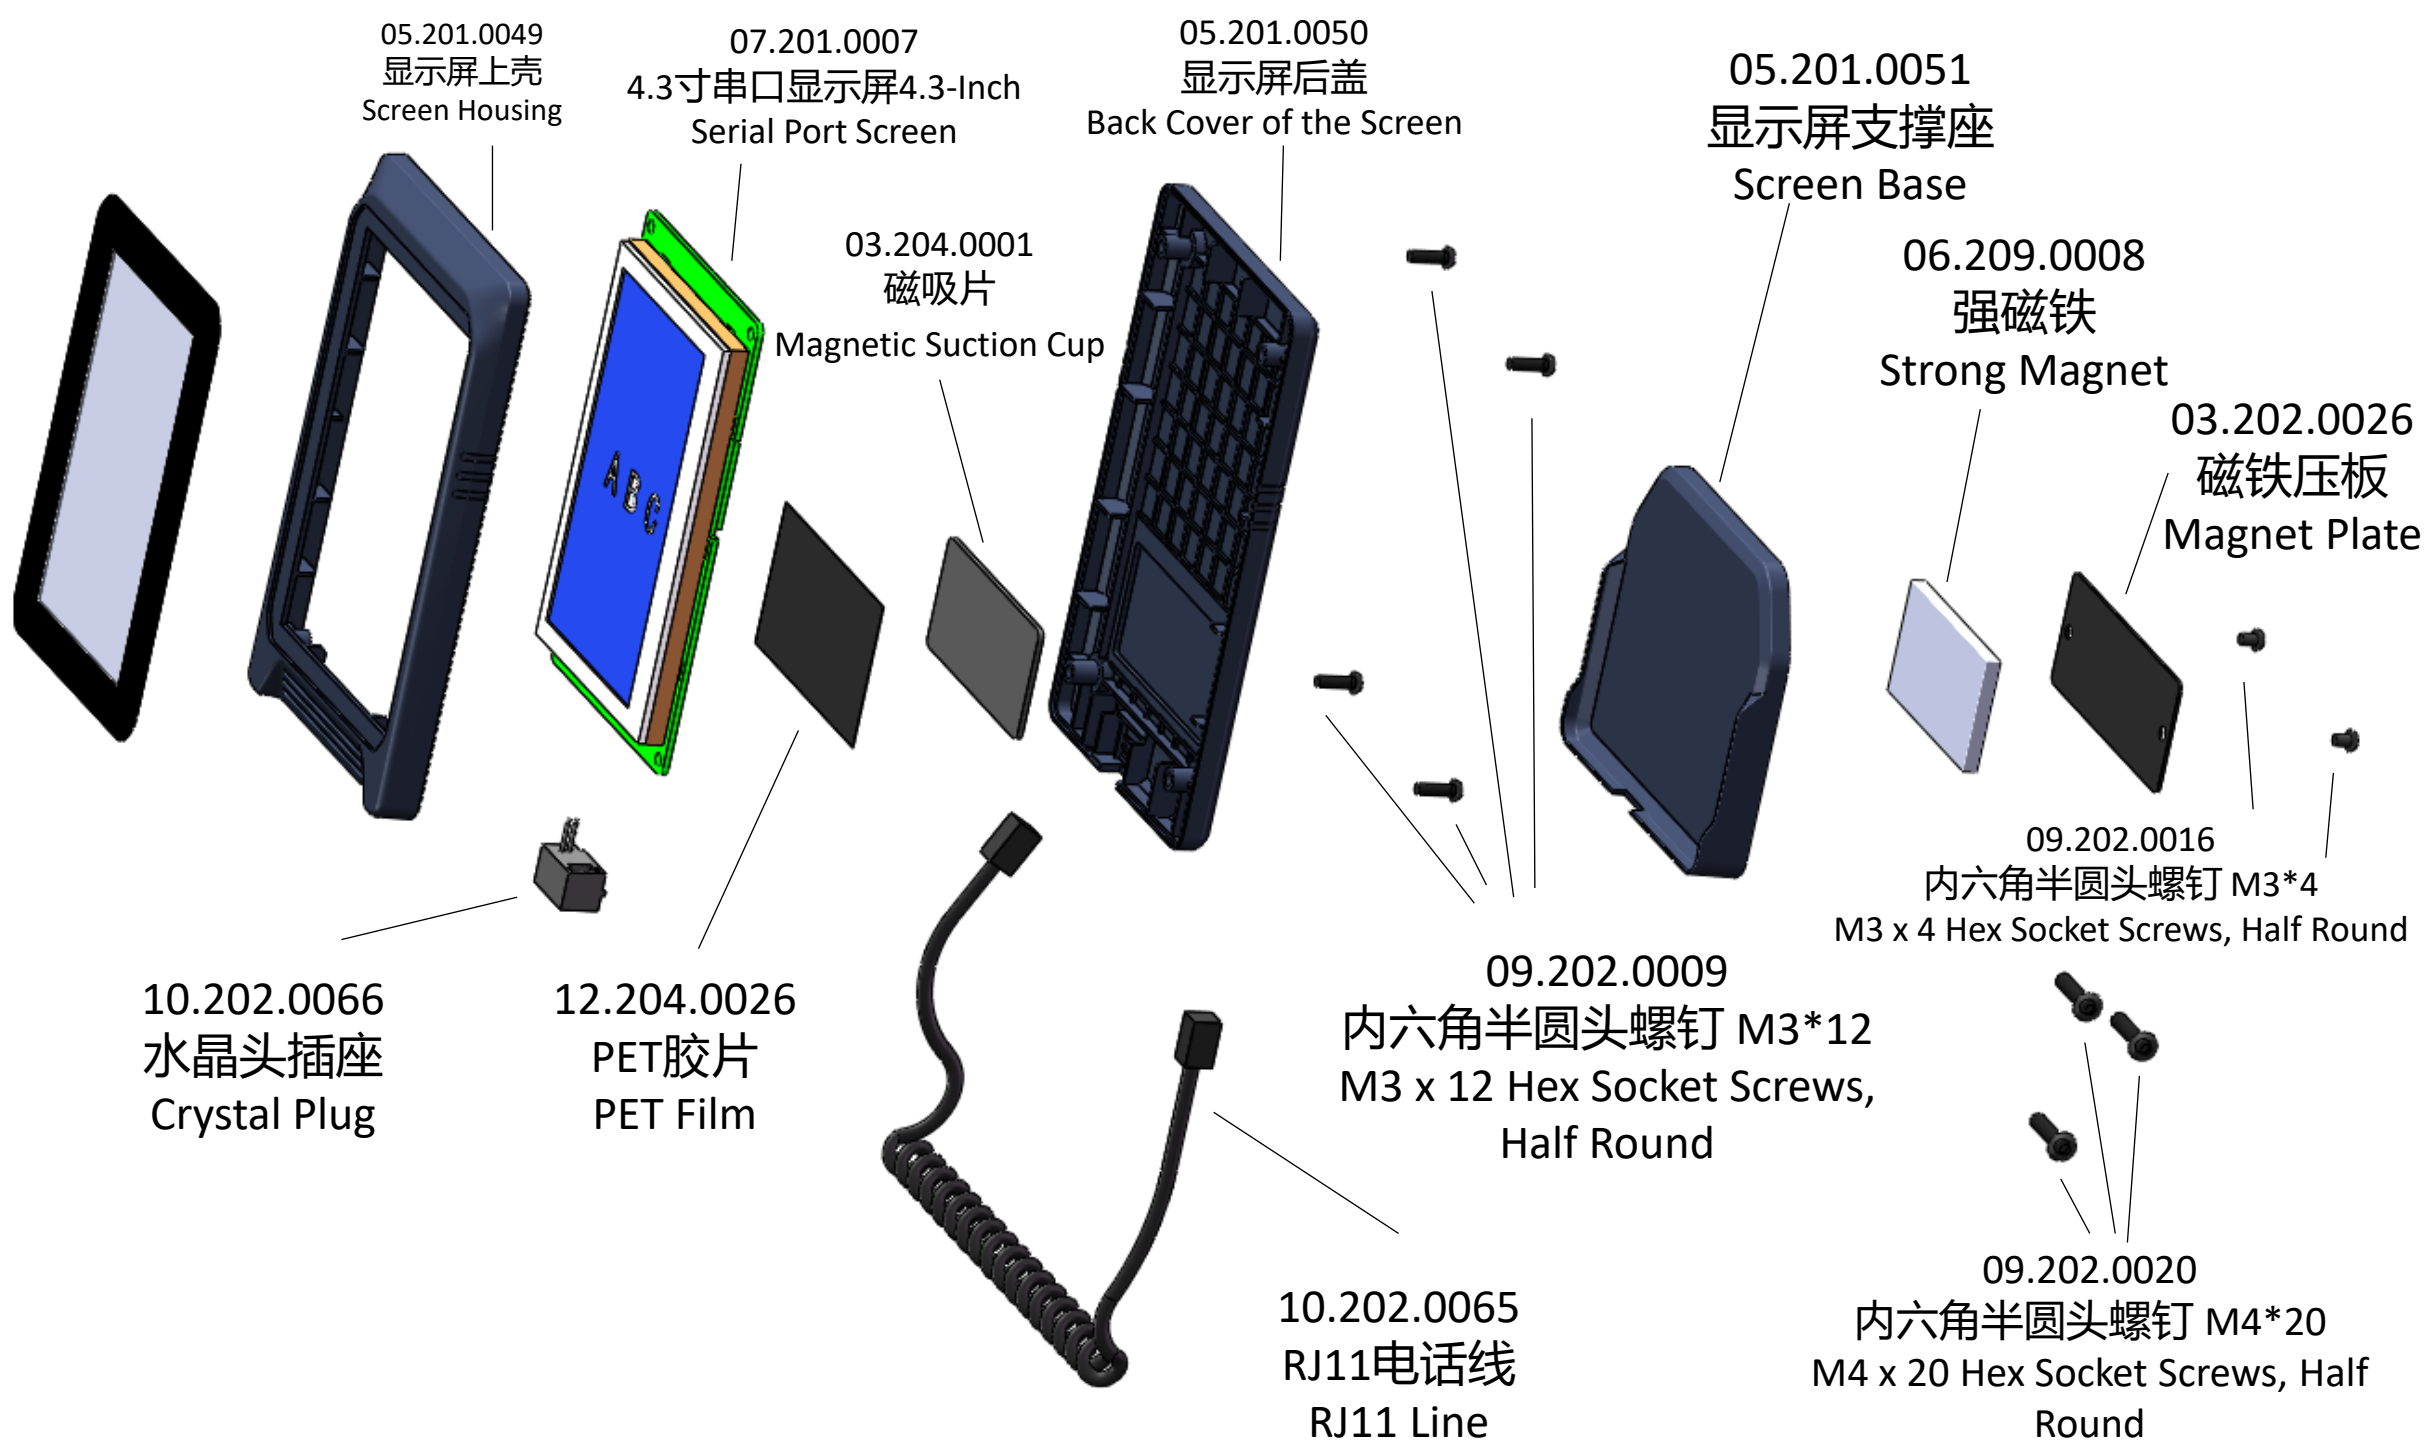 05.201.0049
显示屏上壳
Screen Housing
07.201.0007
4.3寸串口显示屏4.3-Inch
Serial Port Screen
05.201.0050
显示屏后盖
Back Cover of the Screen
05.201.0051
显示屏支撑座
Screen Base
03.204.0001
磁吸片
Magnetic Suction Cup
06.209.0008
强磁铁
Strong Magnet
03.202.0026
磁铁压板
Magnet Plate
ABC
09.202.0016
内六角半圆头螺钉 M3*4
M3 x 4 Hex Socket Screws, Half Round
10.202.0066
水晶头插座
Crystal Plug
12.204.0026
PET胶片
PET Film
09.202.0009
内六角半圆头螺钉 M3*12
M3 x 12 Hex Socket Screws,
Half Round
10.202.0065
RJ11电话线
RJ11 Line
09.202.0020
内六角半圆头螺钉 M4*20
M4 x 20 Hex Socket Screws, Half
Round